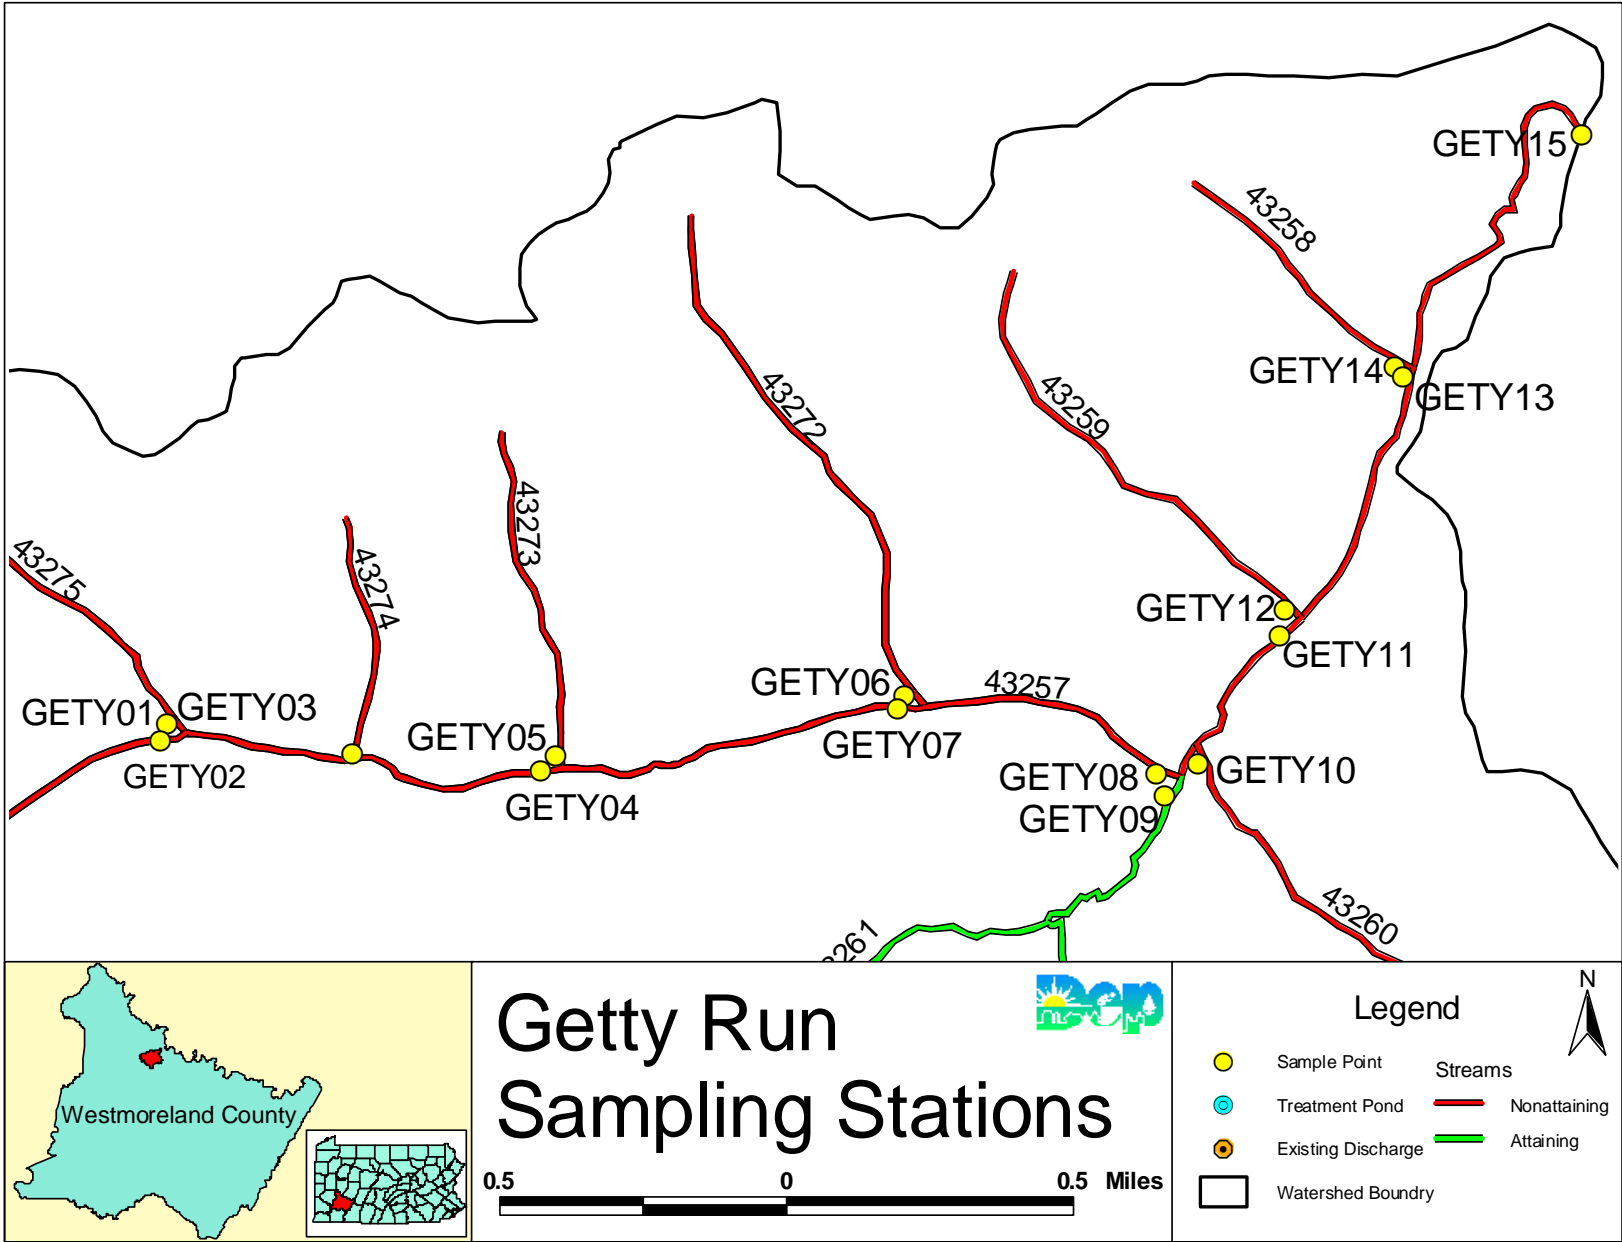 GETY15
43258
GETY14
GETY13
43259
43272
43273
43274
43275
GETY12
GETY11
GETY06
43257
GETY01
GETY03
GETY05
GETY07
GETY02
GETY04
GETY08
GETY10
GETY09
43260
Westmoreland County
Getty Run
Sampling Stations
0.5 0 0.5 Miles
Dep
Legend
N
Sample Point
Treatment Pond
Existing Discharge
Watershed Boundry
Streams
Nonattaining
Attaining